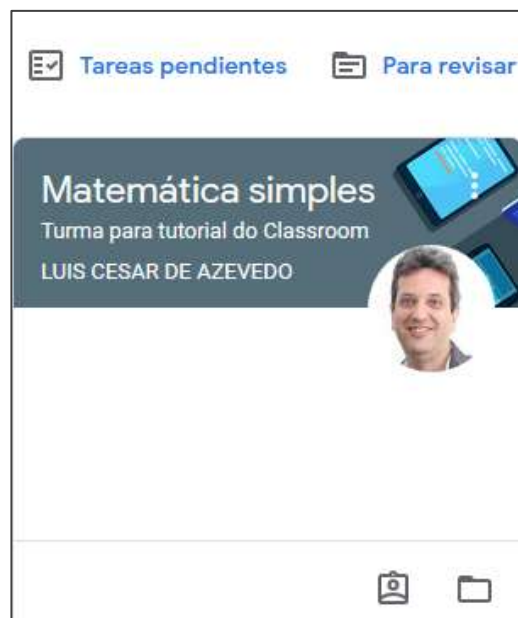 Tareas pendientes Para revisar
Matemática simples
Turma para tutorial do Classroom
LUIS CESAR DE AZEVEDO